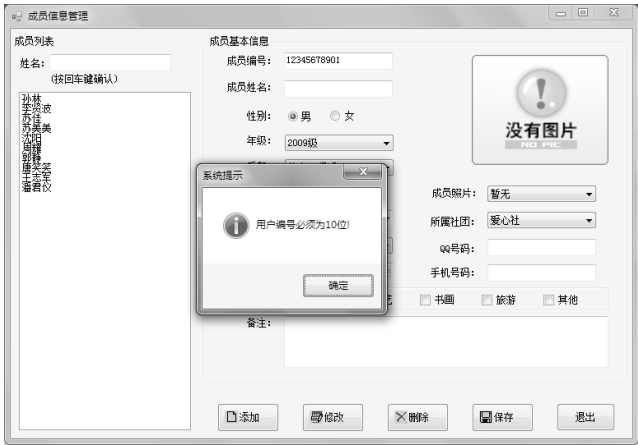 成员信息管理
成员列表
姓名:
(按回车键确认)
孙林
李贤波
苏佳
苏美美
沈阳
周耀
郭锋
唐笑笑
王志军
潘君仪
成员基本信息
成员编号: 12345678901
成员姓名:
性别: 男 女
年级: 2009级
没有图片
NO PIC
系统提示
用户编号必须为10位!
确定
成员照片: 暂无
所属社团: 爱心社
QQ号码:
手机号码:
书画 旅游 其他
备注:
添加 修改 删除 保存 退出